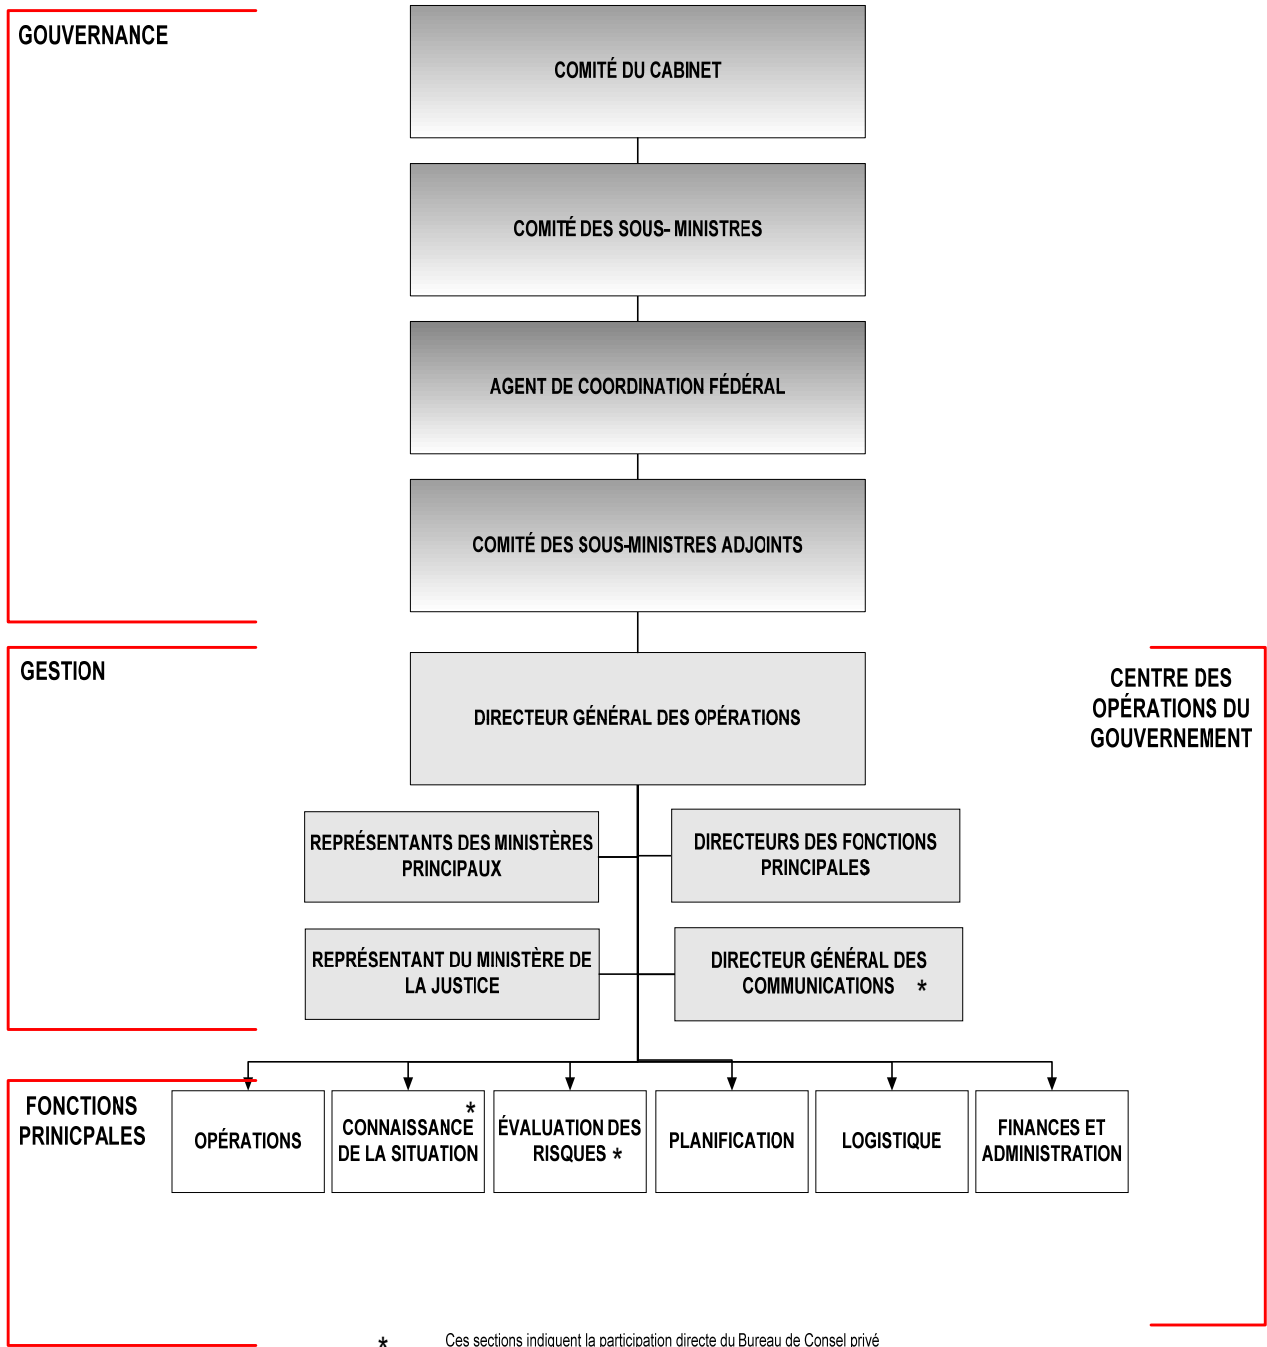 GOUVERNANCE
COMITÉ DU CABINET
COMITÉ DES SOUS- MINISTRES
AGENT DE COORDINATION FÉDÉRAL
COMITÉ DES SOUS-MINISTRES ADJOINTS
GESTION
DIRECTEUR GÉNÉRAL DES OPÉRATIONS
CENTRE DES
OPÉRATIONS DU
GOUVERNEMENT
REPRÉSENTANTS DES MINISTÈRES
PRINCIPAUX
DIRECTEURS DES FONCTIONS
PRINCIPALES
REPRÉSENTANT DU MINISTÈRE DE
LA JUSTICE
DIRECTEUR GÉNÉRAL DES
COMMUNICATIONS *
FONCTIONS
PRINICPALES
OPÉRATIONS
*
CONNAISSANCE
DE LA SITUATION
ÉVALUATION DES
RISQUES *
PLANIFICATION
LOGISTIQUE
FINANCES ET
ADMINISTRATION
* Ces sections indiquent la participation directe du Bureau de Consel privé